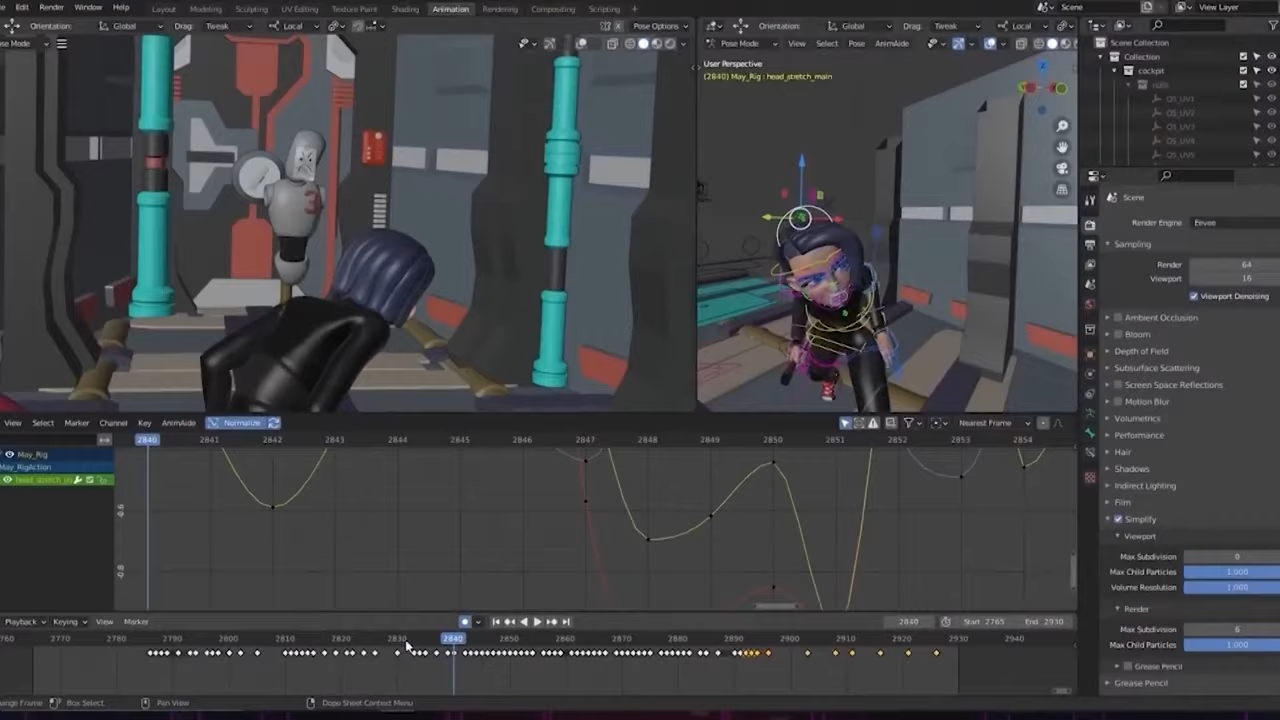 Edit Render Window Help Layout Modeling Sculpting UV Editing Texture Paint Shading Animation Rendering Compositing Scripting + Scene View Layer
Orientation: Global Drag: Tweak Local Pose Options Orientation: Global Drag: Tweak Local
Pose Mode View Select Pose AnimAide
Scene Collection
Collection
cockpit
User Perspective
(2840) May_Rig : head_stretch_main
3
Scene
Render Engine Eevee
Sampling
Render 64
Viewport 16
Viewport Denoising
Ambient Occlusion
Bloom
Depth of Field
Subsurface Scattering
Screen Space Reflections
Motion Blur
Volumetrics
Performance
Hair
Shadows
Indirect Lighting
Film
Simplify
Viewport
Max Subdivision 0
Max Child Particles 1.000
Volume Resolution 1.000
Render
Max Subdivision 6
Max Child Particles 1.000
Grease Pencil
Grease Pencil
View Select Marker Channel Key AnimAide Normalize Nearest Frame
2840 2841 2842 2843 2844 2845 2846 2847 2848 2849 2850 2851 2852 2853 2854
May_Rig
May_RigAction
-0.6
-0.8
Playback Keying View Marker 2840 Start 2765 End 2930
2770 2780 2790 2800 2810 2820 2830 2840 2850 2860 2870 2880 2890 2900 2910 2920 2930 2940
Box Select Pan View Dope Sheet Context Menu